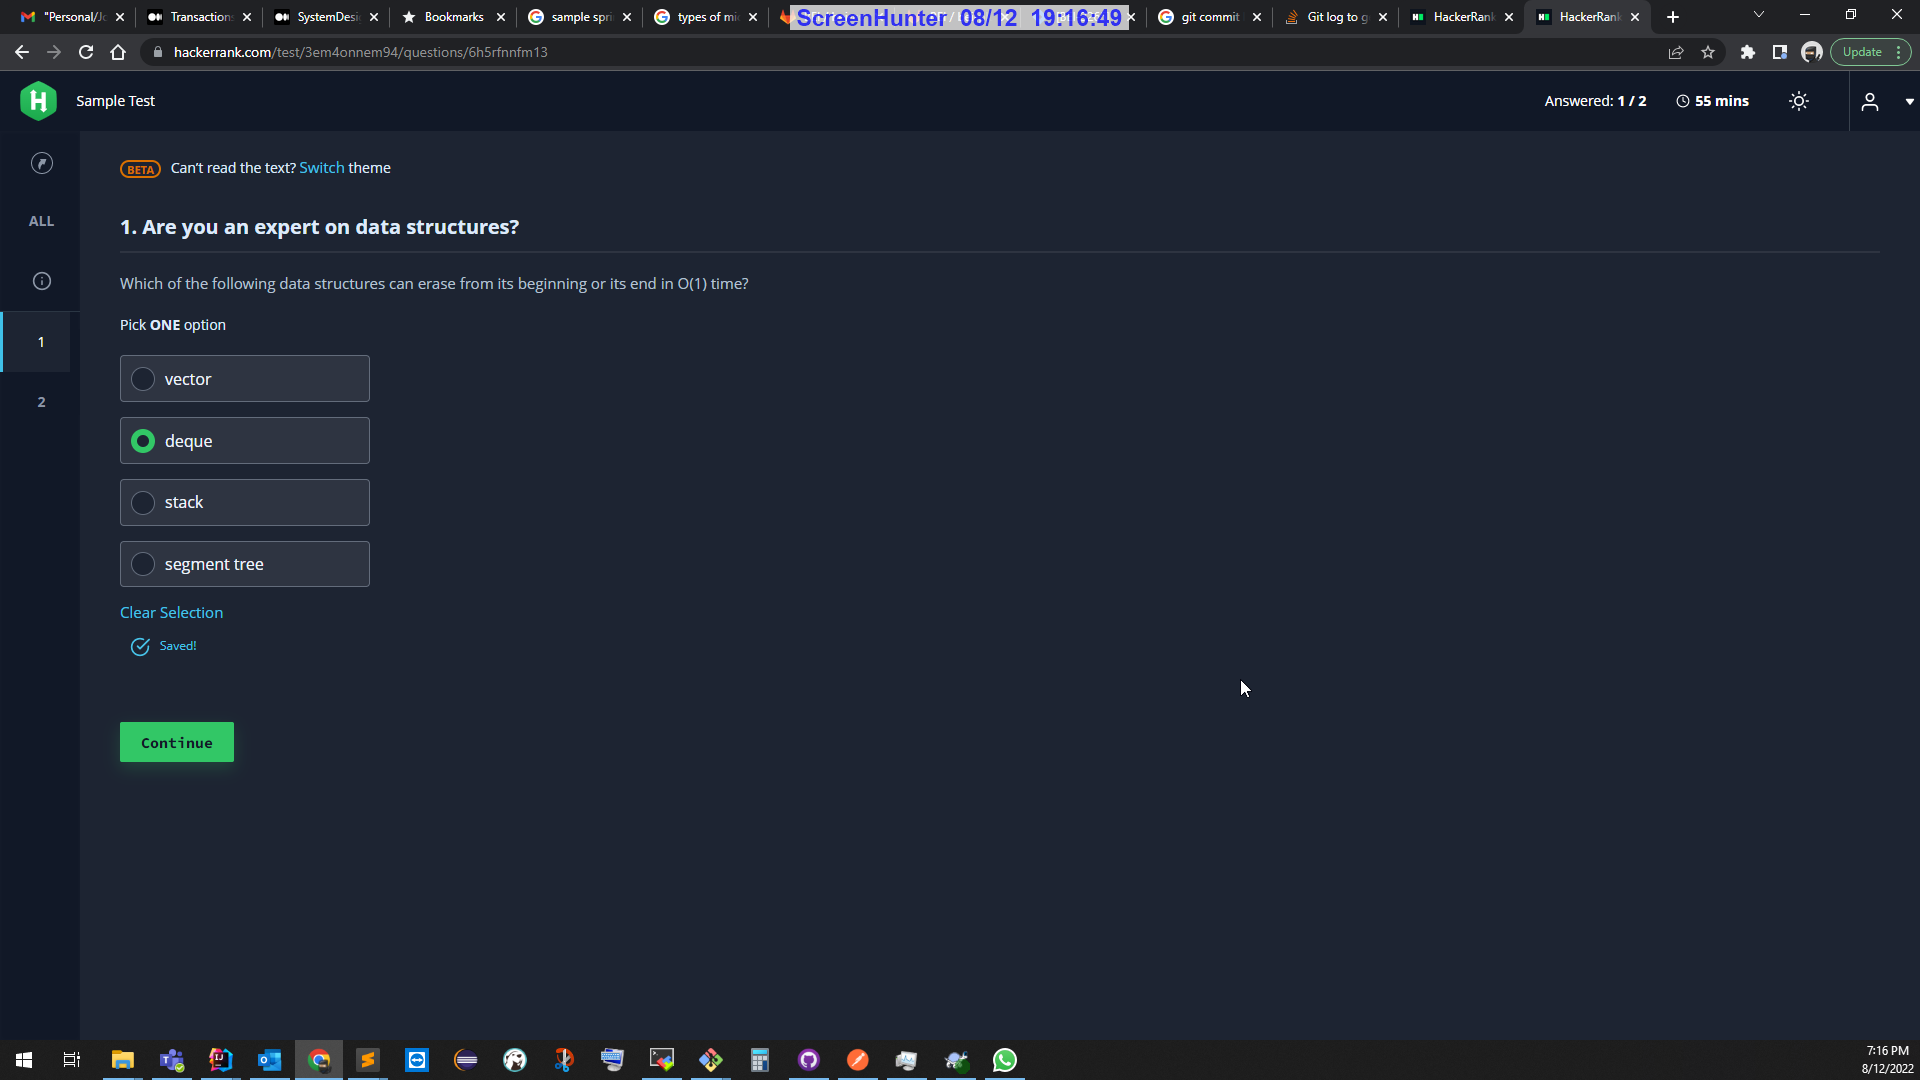 "Personal/Jo
Transactions
SystemDesi
Bookmarks
sample spri
types of mi
ScreenHunter 08/12 19:16:49
git commit
Git log to g
HackerRank
HackerRank
hackerrank.com/test/3em4onnem94/questions/6h5rfnnfm13
Update
Sample Test
Answered: 1 / 2
55 mins
BETA Can't read the text? Switch theme
ALL
1. Are you an expert on data structures?
Which of the following data structures can erase from its beginning or its end in O(1) time?
Pick ONE option
1
vector
2
deque
stack
segment tree
Clear Selection
Saved!
Continue
7:16 PM
8/12/2022